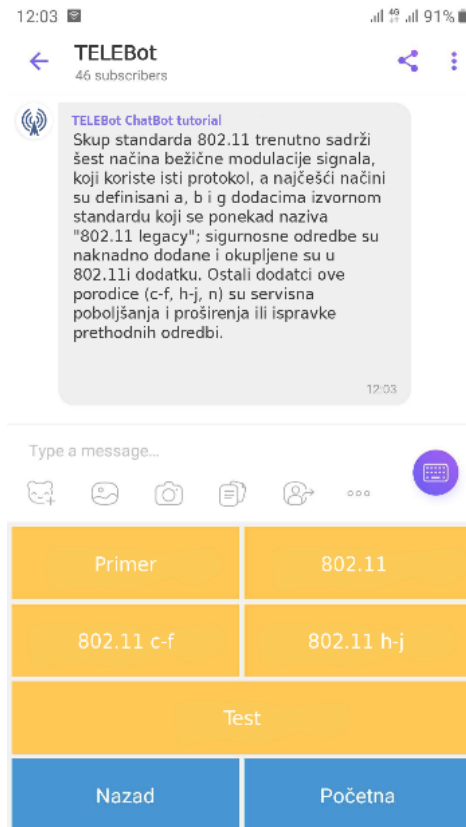 12:03
4G 91%
TELEBot
46 subscribers
TELEBot ChatBot tutorial
Skup standarda 802.11 trenutno sadrži
šest načina bežične modulacije signala,
koji koriste isti protokol, a najčešći načini
su definisani a, b i g dodacima izvornom
standardu koji se ponekad naziva
"802.11 legacy"; sigurnosne odredbe su
naknadno dodane i okupljene su u
802.11i dodatku. Ostali dodatci ove
porodice (c-f, h-j, n) su servisna
poboljšanja i proširenja ili ispravke
prethodnih odredbi.
12:03
Type a message...
Primer
802.11
802.11 c-f
802.11 h-j
Test
Nazad
Početna